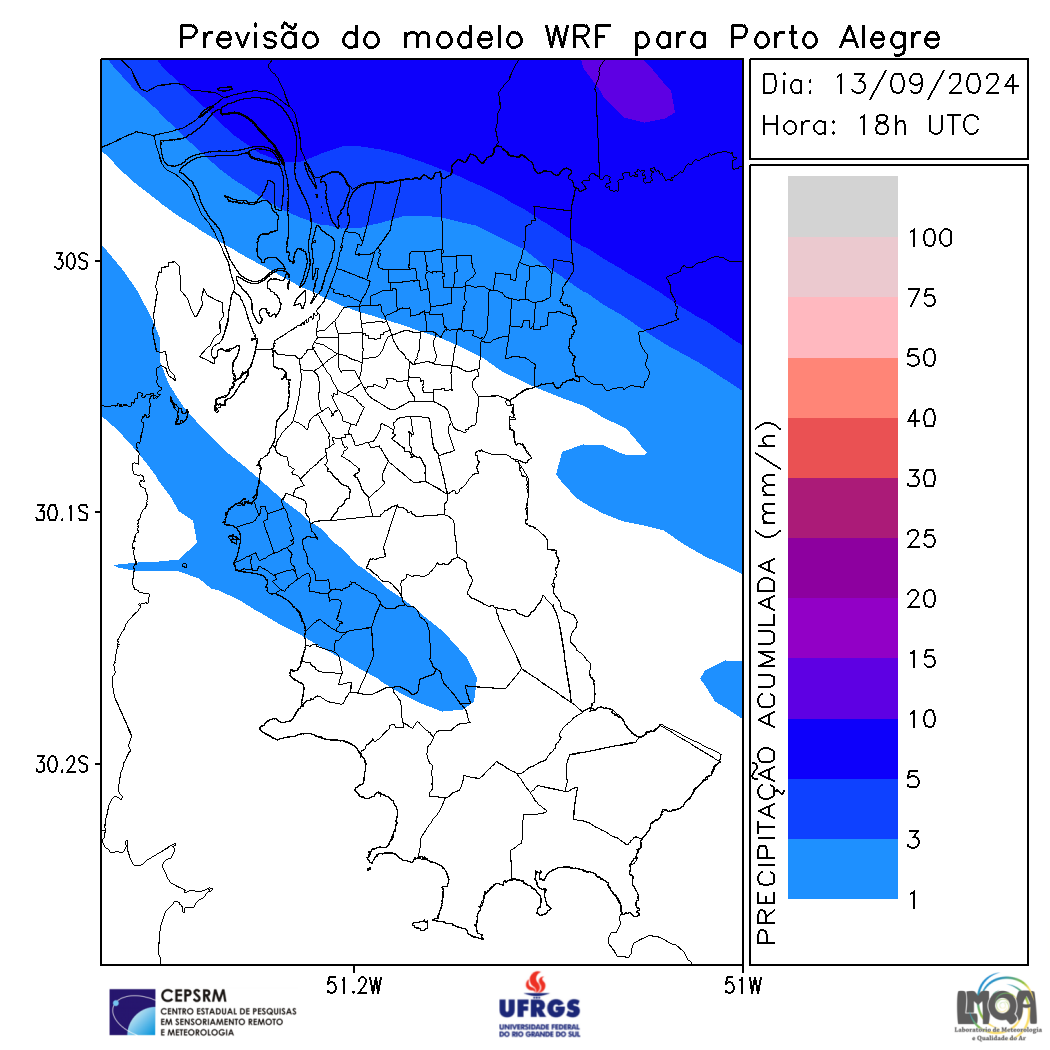 Previsão do modelo WRF para Porto Alegre
Dia: 13/09/2024
Hora: 18h UTC
PRECIPITAÇÃO ACUMULADA (mm/h)
100
75
50
40
30
25
20
15
10
5
3
1
30S
30.1S
30.2S
51.2W
51W
CEPSRM
CENTRO ESTADUAL DE PESQUISAS
EM SENSORIAMENTO REMOTO
E METEOROLOGIA
UFRGS
UNIVERSIDADE FEDERAL
DO RIO GRANDE DO SUL
LMQA
Laboratório de Meteorologia
e Qualidade do Ar